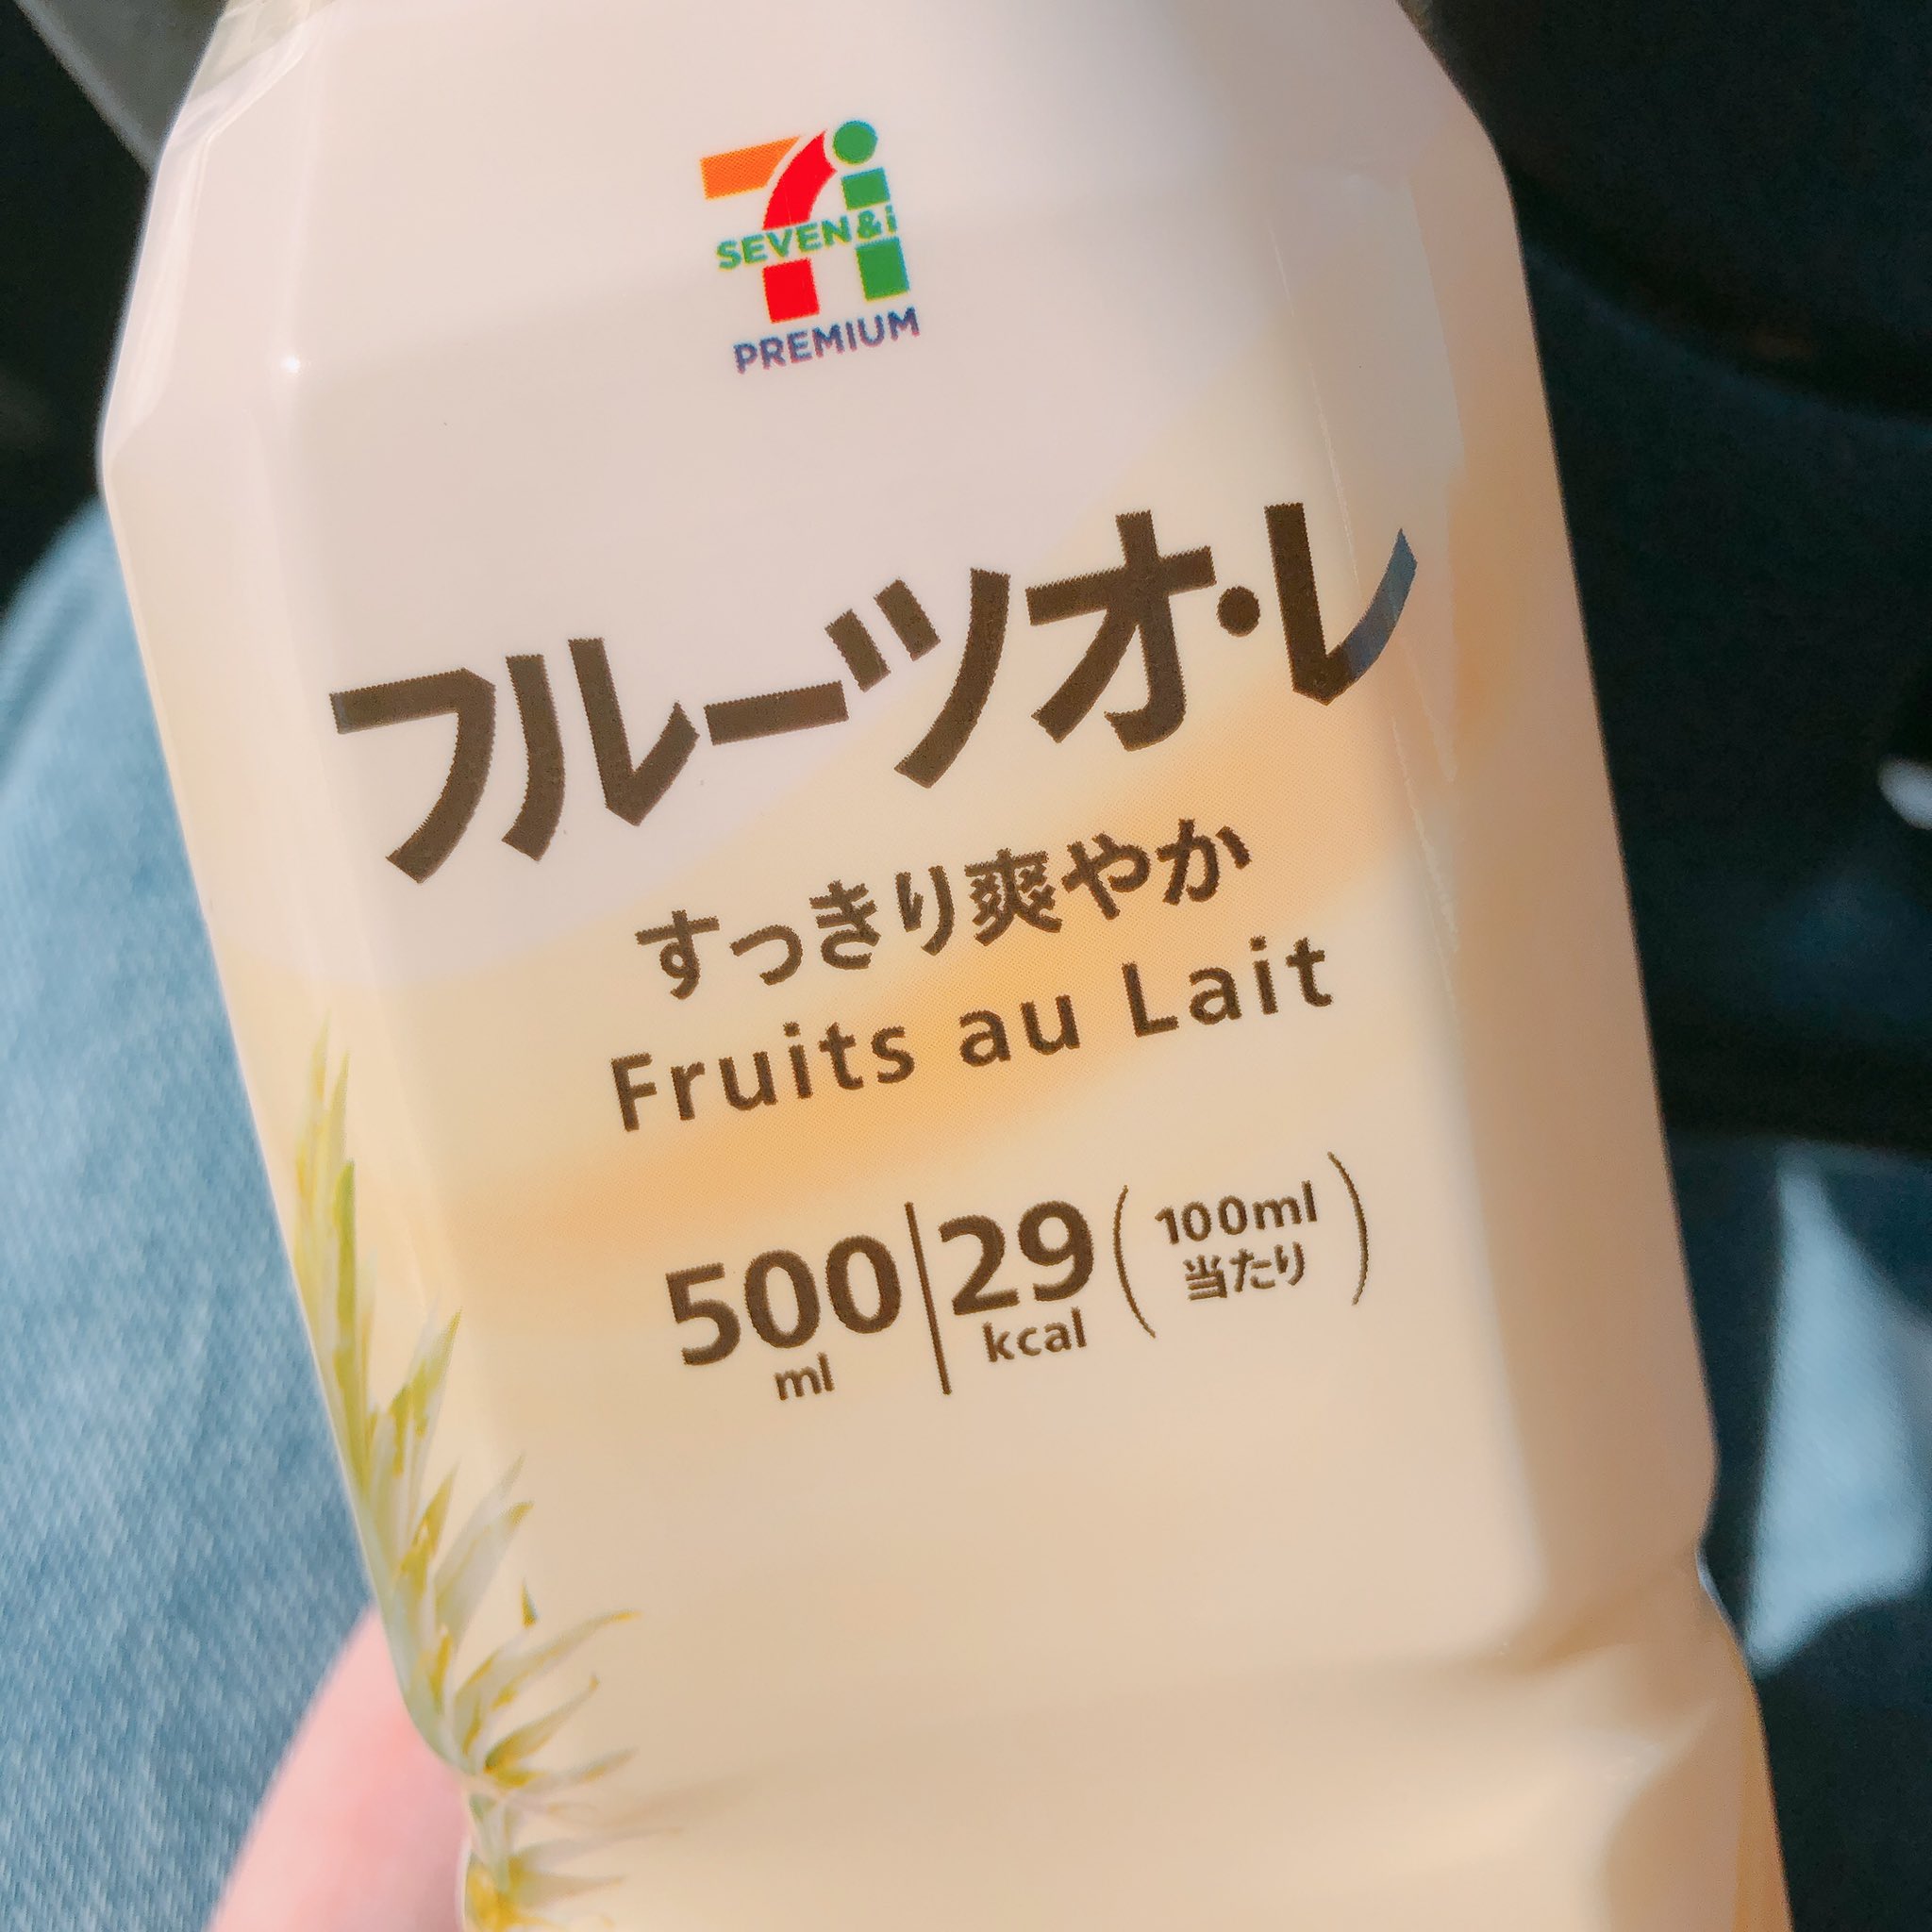 SEVEN&i
PREMIUM
フルーツオ・レ
すっきり爽やか
Fruits au Lait
500 29 (100ml
ml kcal 当たり)